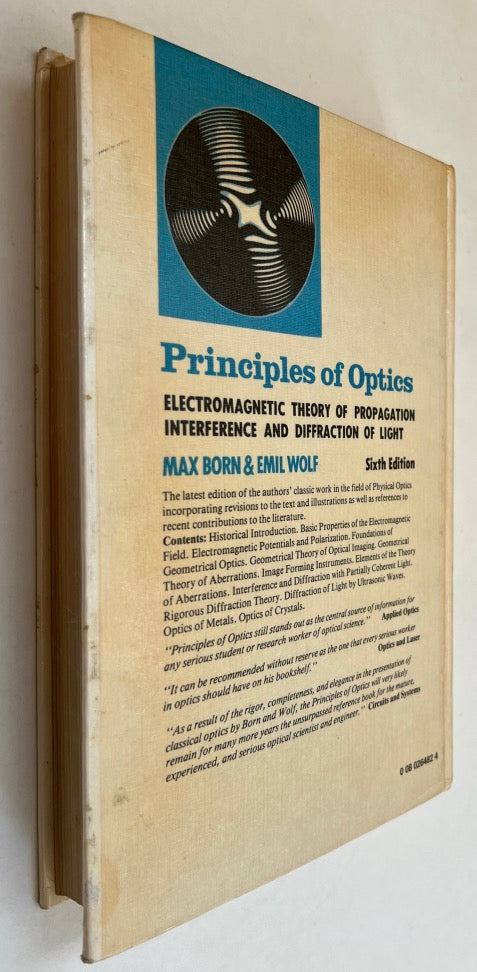 Principles of Optics
ELECTROMAGNETIC THEORY OF PROPAGATION
INTERFERENCE AND DIFFRACTION OF LIGHT
MAX BORN & EMIL WOLF Sixth Edition
The latest edition of the authors' classic work in the field of Physical Optics
incorporating revisions to the text and illustrations as well as references to
recent contributions to the literature.
Contents: Historical Introduction. Basic Properties of the Electromagnetic
Field. Electromagnetic Potentials and Polarization. Foundations of
Geometrical Optics. Geometrical Theory of Optical Imaging. Geometrical
Theory of Aberrations. Image Forming Instruments. Elements of the Theory
of Aberrations. Interference and Diffraction with Partially Coherent Light.
Rigorous Diffraction Theory. Diffraction of Light by Ultrasonic Waves.
Optics of Metals. Optics of Crystals.
"Principles of Optics still stands out as the central source of information for
any serious student or research worker of optical science." Applied Optics
"It can be recommended without reserve as the one that every serious worker
in optics should have on his bookshelf." Optics and Laser
"As a result of the rigor, completeness, and elegance in the presentation of
classical optics by Born and Wolf, the Principles of Optics will very likely
remain for many more years the unsurpassed reference book for the mature,
experienced, and serious optical scientist and engineer." Circuits and Systems
0 08 026482 4